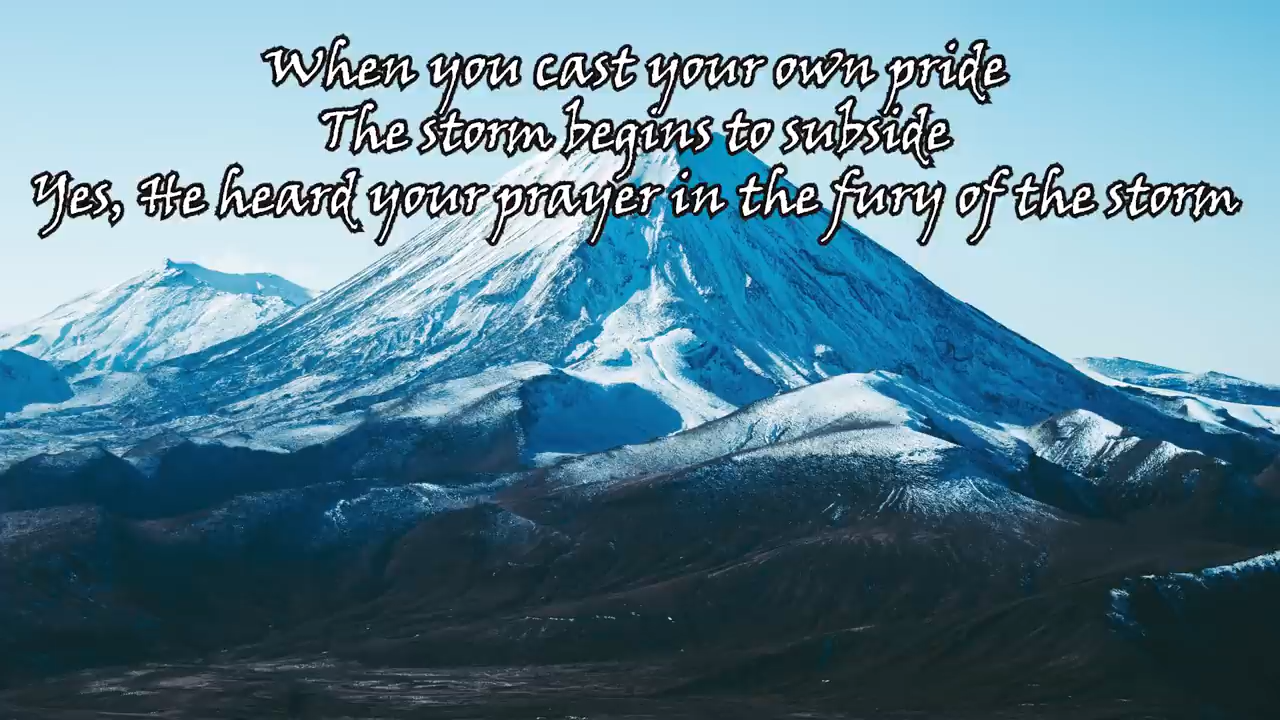 When you cast your own pride
The storm begins to subside
Yes, He heard your prayer in the fury of the storm